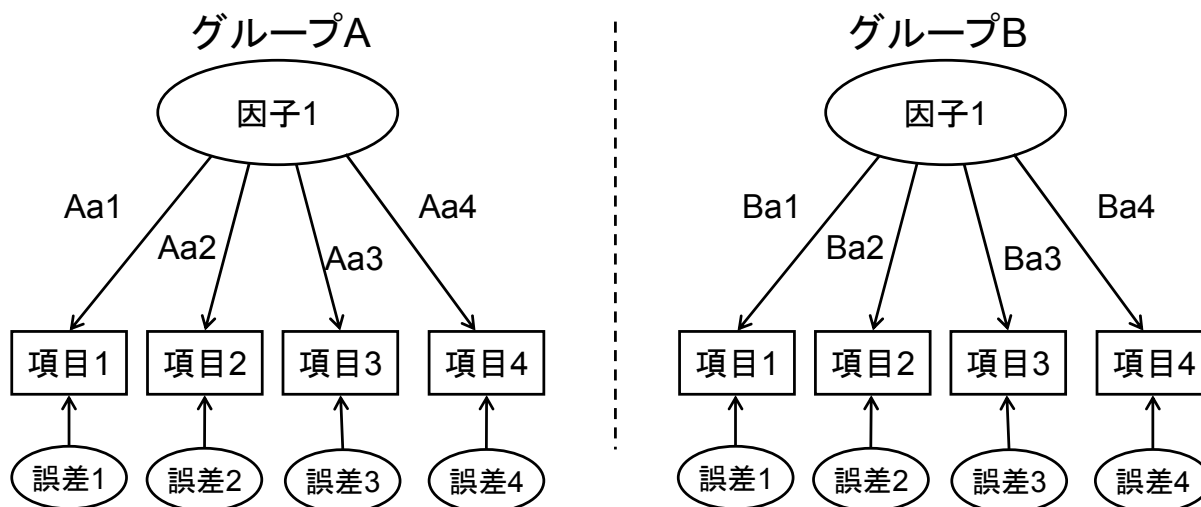 グループA
因子1
Aa1
Aa2
Aa3
Aa4
項目1 項目2 項目3 項目4
誤差1 誤差2 誤差3 誤差4
グループB
因子1
Ba1
Ba2
Ba3
Ba4
項目1 項目2 項目3 項目4
誤差1 誤差2 誤差3 誤差4